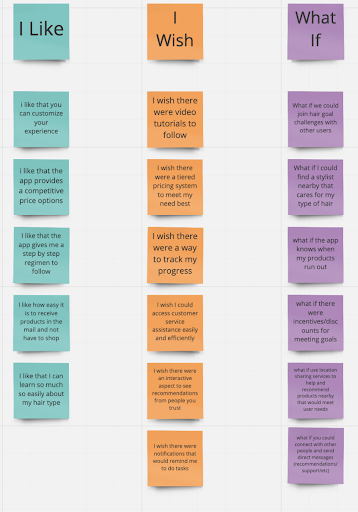 I Like
i like that you
can customize
your
experience
i like that the
app provides
a competitive
price options
I like that the
app gives me a
step by step
regimen to
follow
I like how easy it
is to receive
products in the
mail and not
have to shop
I like that I can
learn so much
so easily about
my hair type
I
Wish
I wish there
were video
tutorials to
follow
I wish there
were a tiered
pricing system
to meet my
need best
I wish there
were a way
to track my
progress
I wish I could
access customer
service
assistance easily
and efficiently
I wish there were
an interactive
aspect to see
recommendations
from people you
trust
I wish there were
notifications that
would remind me
to do tasks
What
If
What if we could
join hair goal
challenges with
other users
What if I could
find a stylist
nearby that
cares for my
type of hair
what if the app
knows when
my products
run out
what if there
were
incentives/disc
ounts for
meeting goals
what if use location
sharing services to
help and
recommend
products nearby
that would meet
user needs
what if you could
connect with other
people and send
direct messages
(recommendations/
support/etc)